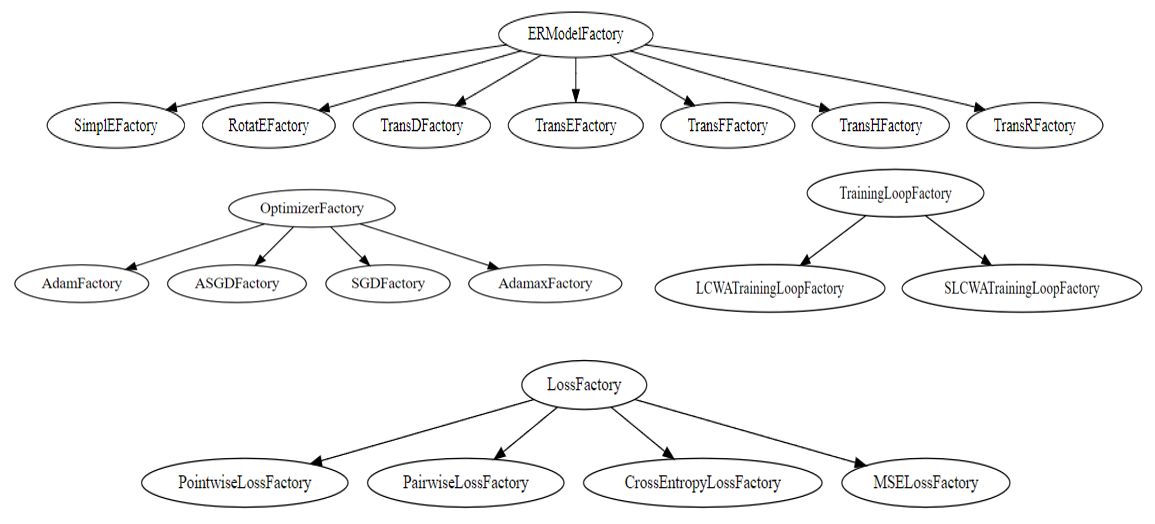 ERModelFactory
SimplEFactory
RotatEFactory
TransDFactory
TransEFactory
TransFFactory
TransHFactory
TransRFactory
OptimizerFactory
AdamFactory
ASGDFactory
SGDFactory
AdamaxFactory
TrainingLoopFactory
LCWATrainingLoopFactory
SLCWATrainingLoopFactory
LossFactory
PointwiseLossFactory
PairwiseLossFactory
CrossEntropyLossFactory
MSELossFactory